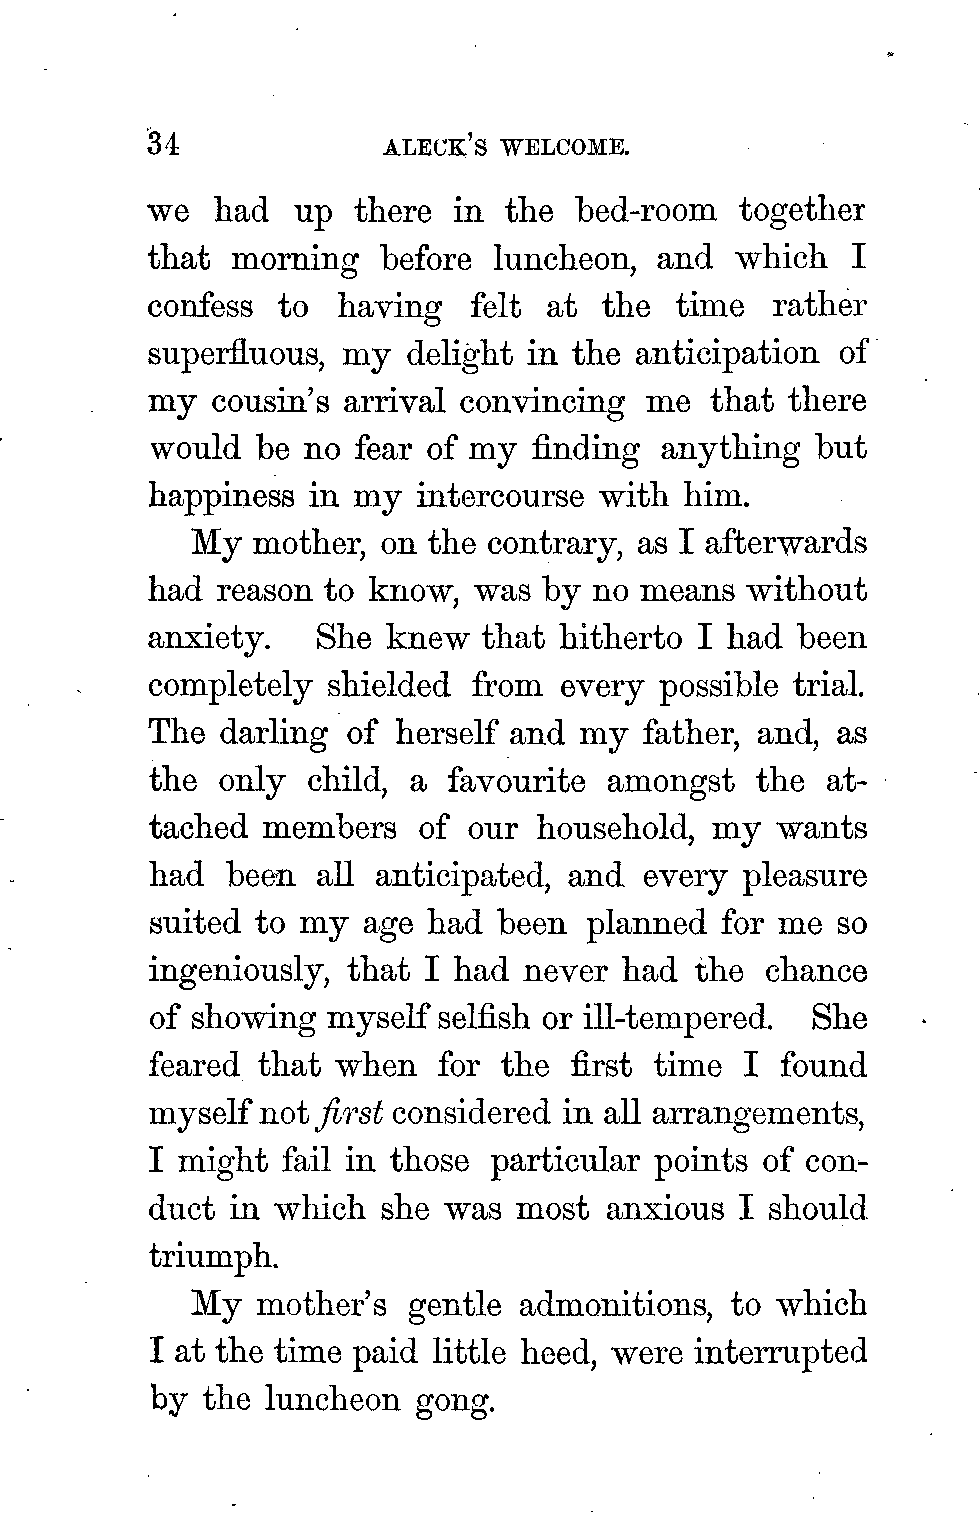 34 ALECK'S WELCOME.
we had up there in the bed-room together
that morning before luncheon, and which I
confess to having felt at the time rather
superfluous, my delight in the anticipation of
my cousin's arrival convincing me that there
would be no fear of my finding anything but
happiness in my intercourse with him.
My mother, on the contrary, as I afterwards
had reason to know, was by no means without
anxiety. She knew that hitherto I had been
completely shielded from every possible trial.
The darling of herself and my father, and, as
the only child, a favourite amongst the at-
tached members of our household, my wants
had been all anticipated, and every pleasure
suited to my age had been planned for me so
ingeniously, that I had never had the chance
of showing myself selfish or ill-tempered. She
feared that when for the first time I found
myself not first considered in all arrangements,
I might fail in those particular points of con-
duct in which she was most anxious I should
triumph.
My mother's gentle admonitions, to which
I at the time paid little heed, were interrupted
by the luncheon gong.